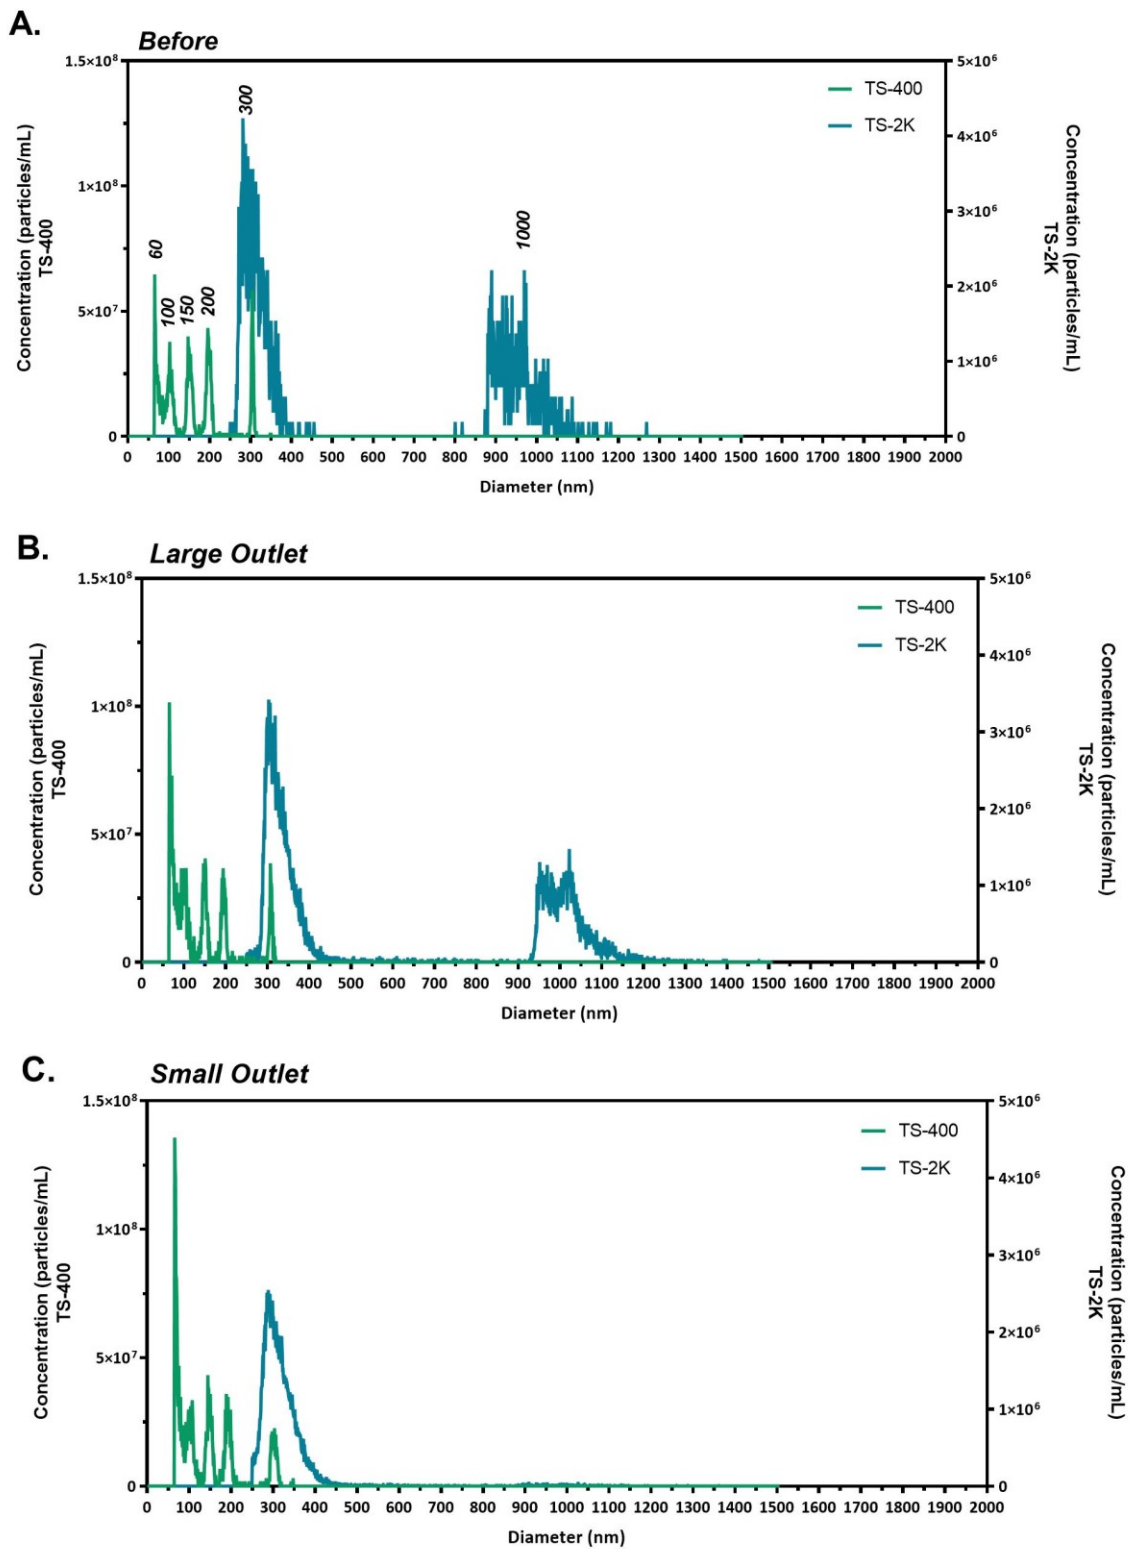 A.
Before
1.5×10⁸
1×10⁸
5×10⁷
0
Concentration (particles/mL)
TS-400
60
100
150
200
300
1000
TS-400
TS-2K
5×10⁶
4×10⁶
3×10⁶
2×10⁶
1×10⁶
0
Concentration (particles/mL)
TS-2K
0 100 200 300 400 500 600 700 800 900 1000 1100 1200 1300 1400 1500 1600 1700 1800 1900 2000
Diameter (nm)
B.
Large Outlet
1.5×10⁸
1×10⁸
5×10⁷
0
Concentration (particles/mL)
TS-400
TS-400
TS-2K
5×10⁶
4×10⁶
3×10⁶
2×10⁶
1×10⁶
0
Concentration (particles/mL)
TS-2K
0 100 200 300 400 500 600 700 800 900 1000 1100 1200 1300 1400 1500 1600 1700 1800 1900 2000
Diameter (nm)
C.
Small Outlet
1.5×10⁸
1×10⁸
5×10⁷
0
Concentration (particles/mL)
TS-400
TS-400
TS-2K
5×10⁶
4×10⁶
3×10⁶
2×10⁶
1×10⁶
0
Concentration (particles/mL)
TS-2K
0 100 200 300 400 500 600 700 800 900 1000 1100 1200 1300 1400 1500 1600 1700 1800 1900 2000
Diameter (nm)